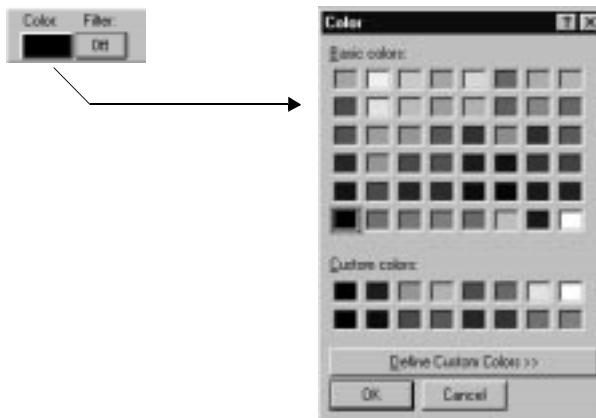 Color: Filter:
Off
Color
Basic colors:
Custom colors:
Define Custom Colors >>
OK Cancel